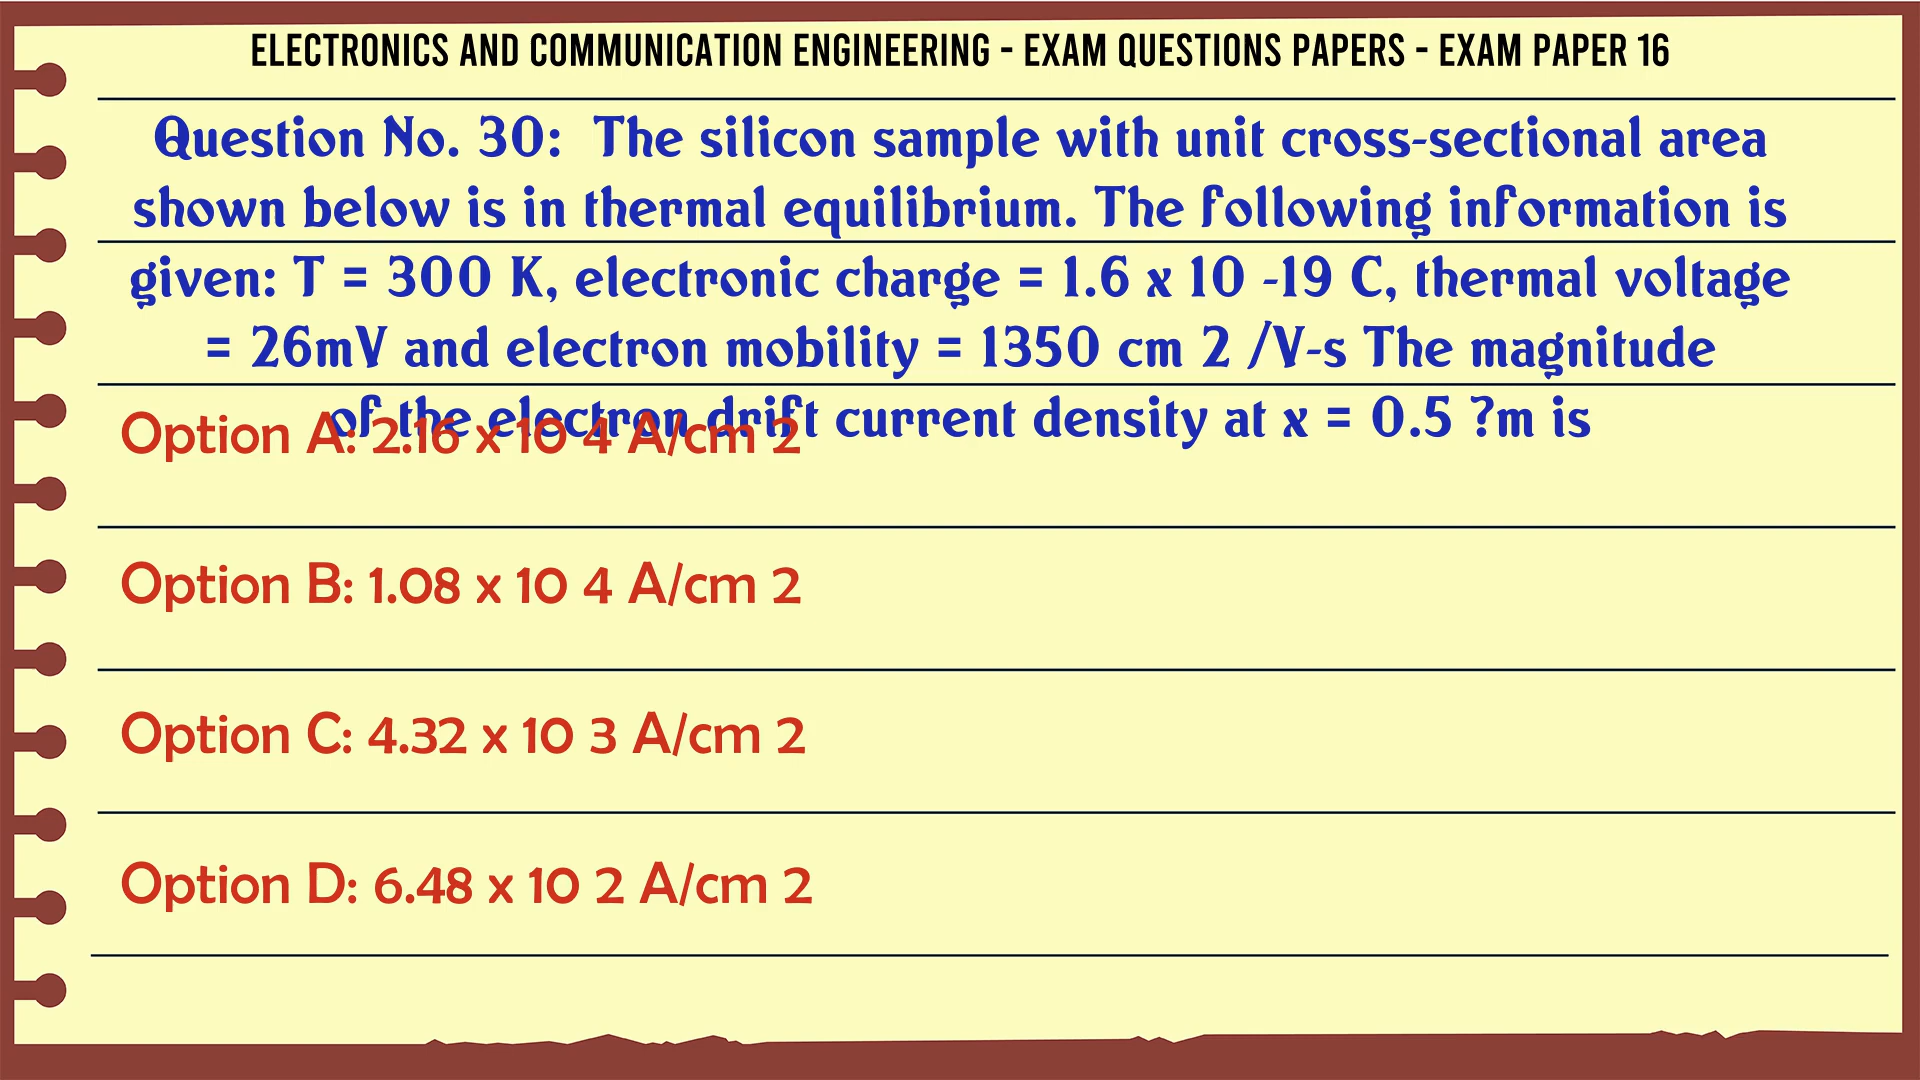 ELECTRONICS AND COMMUNICATION ENGINEERING - EXAM QUESTIONS PAPERS - EXAM PAPER 16
Question No. 30: The silicon sample with unit cross-sectional area
shown below is in thermal equilibrium. The following information is
given: T = 300 K, electronic charge = 1.6 x 10 -19 C, thermal voltage
= 26mV and electron mobility = 1350 cm 2 /V-s The magnitude
of the electron drift current density at x = 0.5 ?m is
Option A: 2.16 x 10 4 A/cm 2
Option B: 1.08 x 10 4 A/cm 2
Option C: 4.32 x 10 3 A/cm 2
Option D: 6.48 x 10 2 A/cm 2